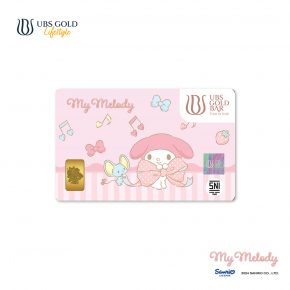 UBS GOLD
Lifestyle
My Melody
UBS
GOLD
BAR
SNI
My Melody
Sanrio
2024 SANRIO CO., LTD.